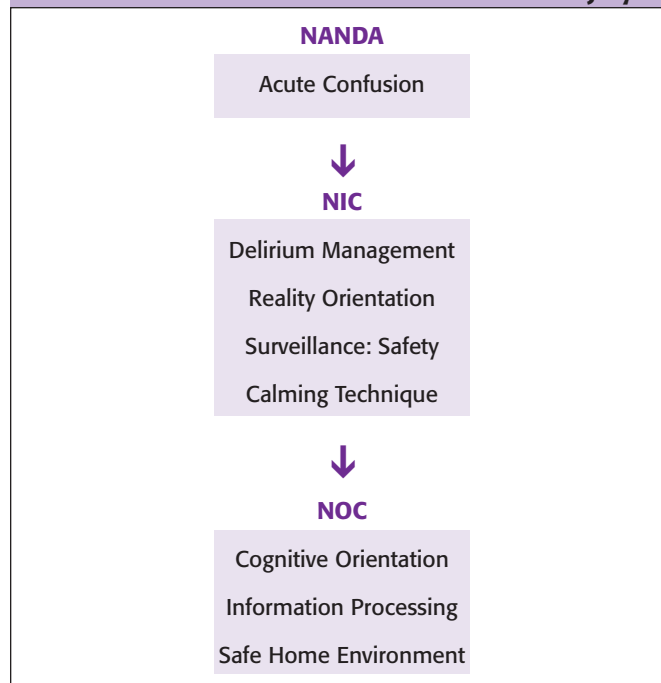 NANDA
Acute Confusion
↓
NIC
Delirium Management
Reality Orientation
Surveillance: Safety
Calming Technique
↓
NOC
Cognitive Orientation
Information Processing
Safe Home Environment